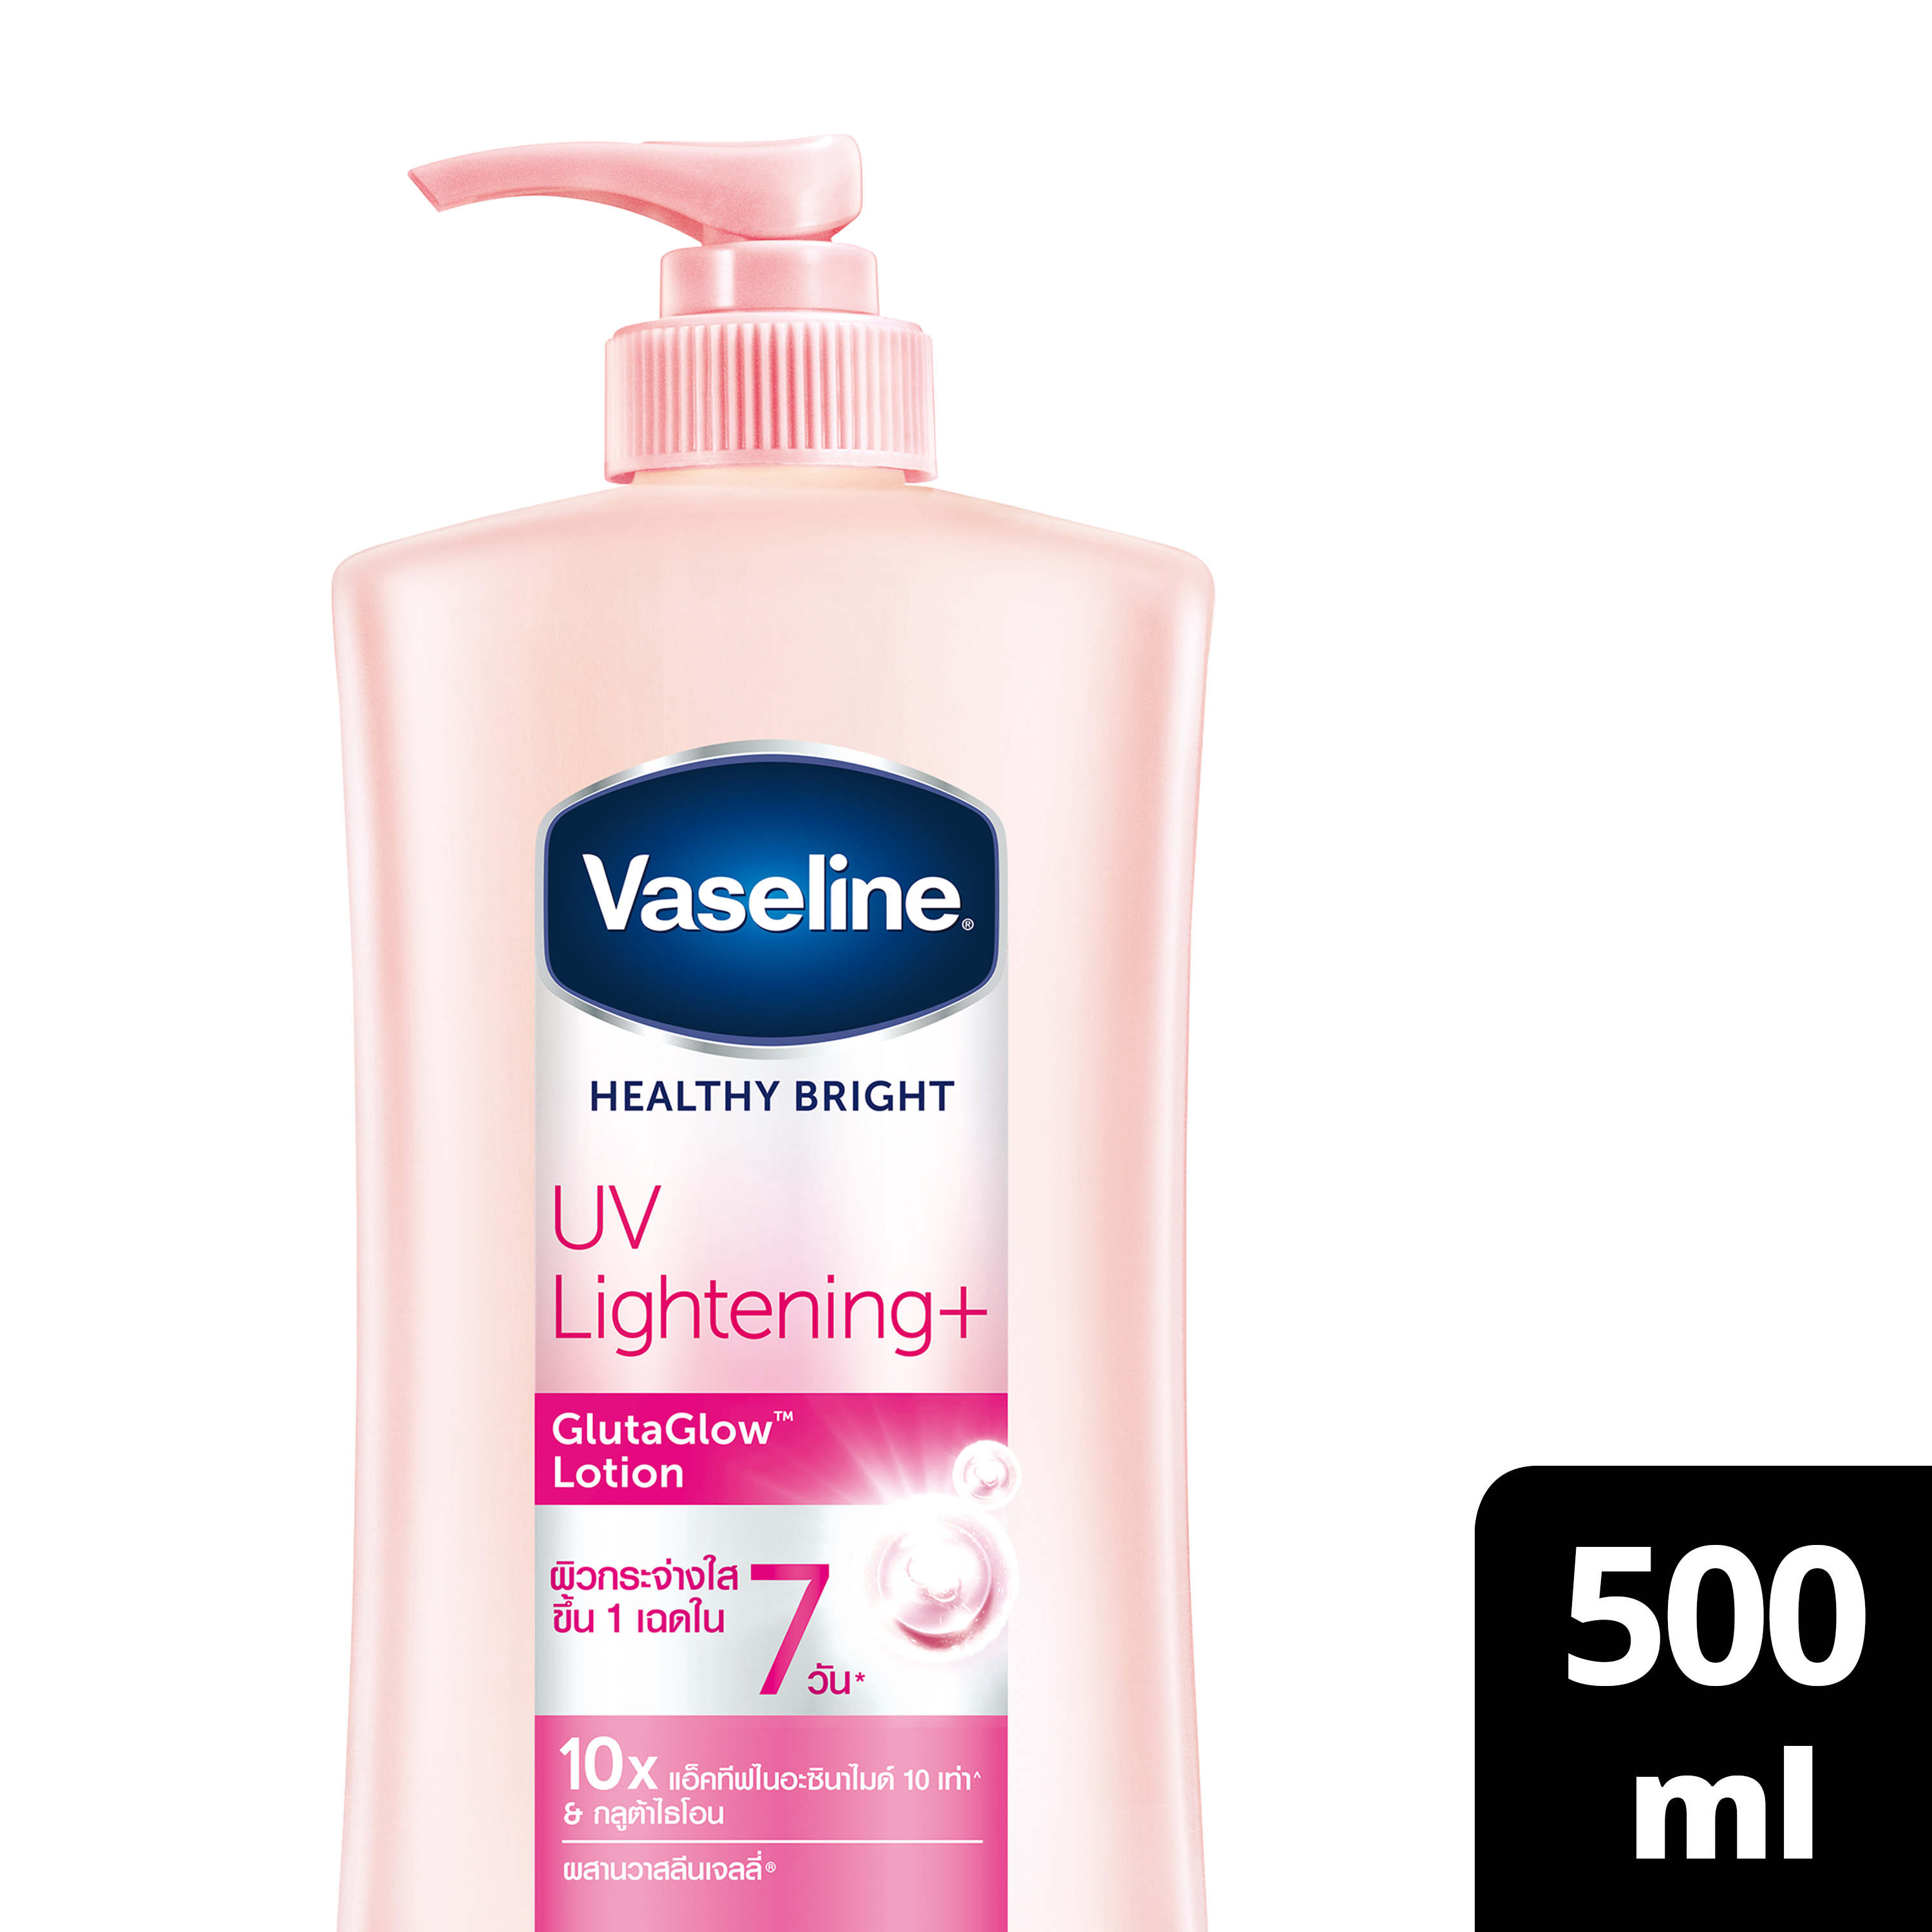 Vaseline®
HEALTHY BRIGHT
UV
Lightening+
GlutaGlow™
Lotion
ผิวกระจ่างใส
ขึ้น 1 เฉดใน
7 วัน*
10x แอ็คทีฟไนอะซินาไมด์ 10 เท่า^
& กลูต้าไธโอน
ผสานวาสลีนเจลลี่®
500
ml